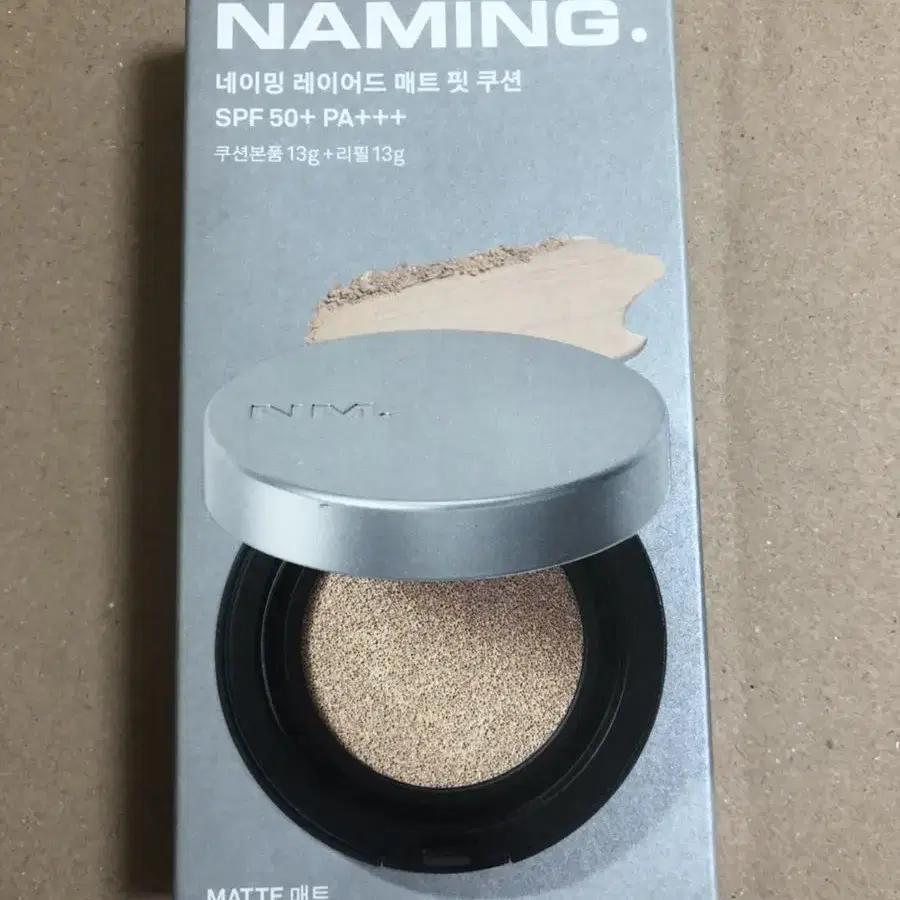 NAMING.
네이밍 레이어드 매트 핏 쿠션
SPF 50+ PA+++
쿠션본품 13g + 리필 13g
NM.
MATTE 매트